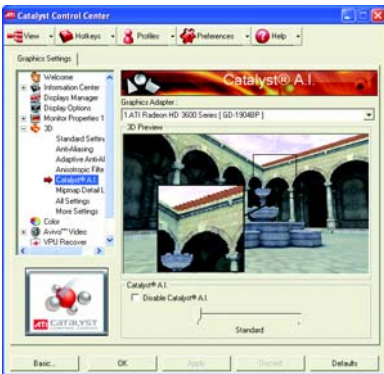 Catalyst Control Center
View Hotkeys Profiles Preferences Help
Graphics Settings
Welcome
Information Center
Displays Manager
Display Options
Monitor Properties 1
3D
Standard Settin
Anti-Aliasing
Adaptive Anti-Al
Anisotropic Filte
Catalyst® A.I.
Mipmap Detail L
All Settings
More Settings
Color
Avivo™ Video
VPU Recover
Catalyst® A.I.
Graphics Adapter:
1.ATI Radeon HD 3600 Series [ GD-1904BP ]
3D Preview
Catalyst® A.I.
Disable Catalyst® A.I.
Standard
ATI CATALYST
Basic... OK Apply Discard Defaults